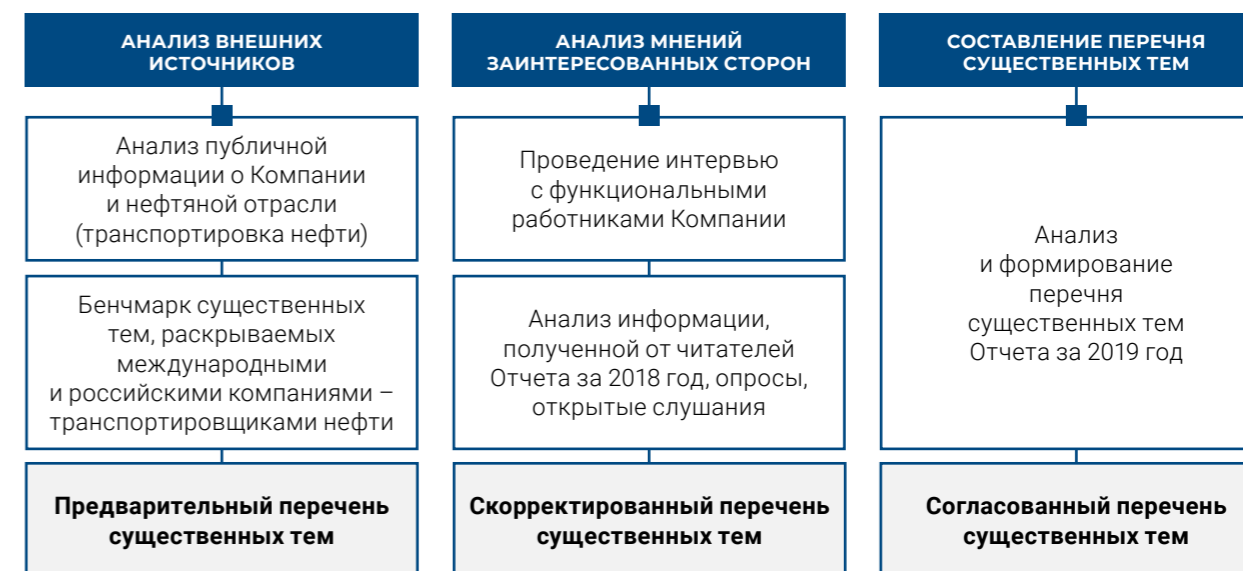 АНАЛИЗ ВНЕШНИХ
ИСТОЧНИКОВ
Анализ публичной
информации о Компании
и нефтяной отрасли
(транспортировка нефти)
Бенчмарк существенных
тем, раскрываемых
международными
и российскими компаниями –
транспортировщиками нефти
Предварительный перечень
существенных тем
АНАЛИЗ МНЕНИЙ
ЗАИНТЕРЕСОВАННЫХ СТОРОН
Проведение интервью
с функциональными
работниками Компании
Анализ информации,
полученной от читателей
Отчета за 2018 год, опросы,
открытые слушания
Скорректированный перечень
существенных тем
СОСТАВЛЕНИЕ ПЕРЕЧНЯ
СУЩЕСТВЕННЫХ ТЕМ
Анализ
и формирование
перечня
существенных тем
Отчета за 2019 год
Согласованный перечень
существенных тем